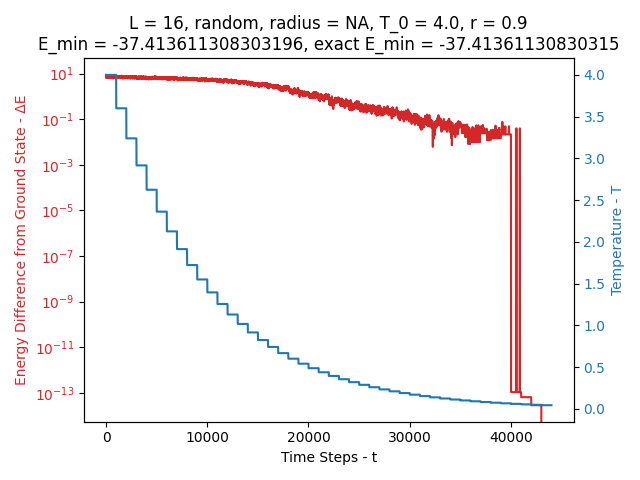 L = 16, random, radius = NA, T_0 = 4.0, r = 0.9
E_min = -37.413611308303196, exact E_min = -37.41361130830315
10^1
10^-1
10^-3
10^-5
10^-7
10^-9
10^-11
10^-13
Energy Difference from Ground State - ΔE
4.0
3.5
3.0
2.5
2.0
1.5
1.0
0.5
0.0
Temperature - T
0 10000 20000 30000 40000
Time Steps - t